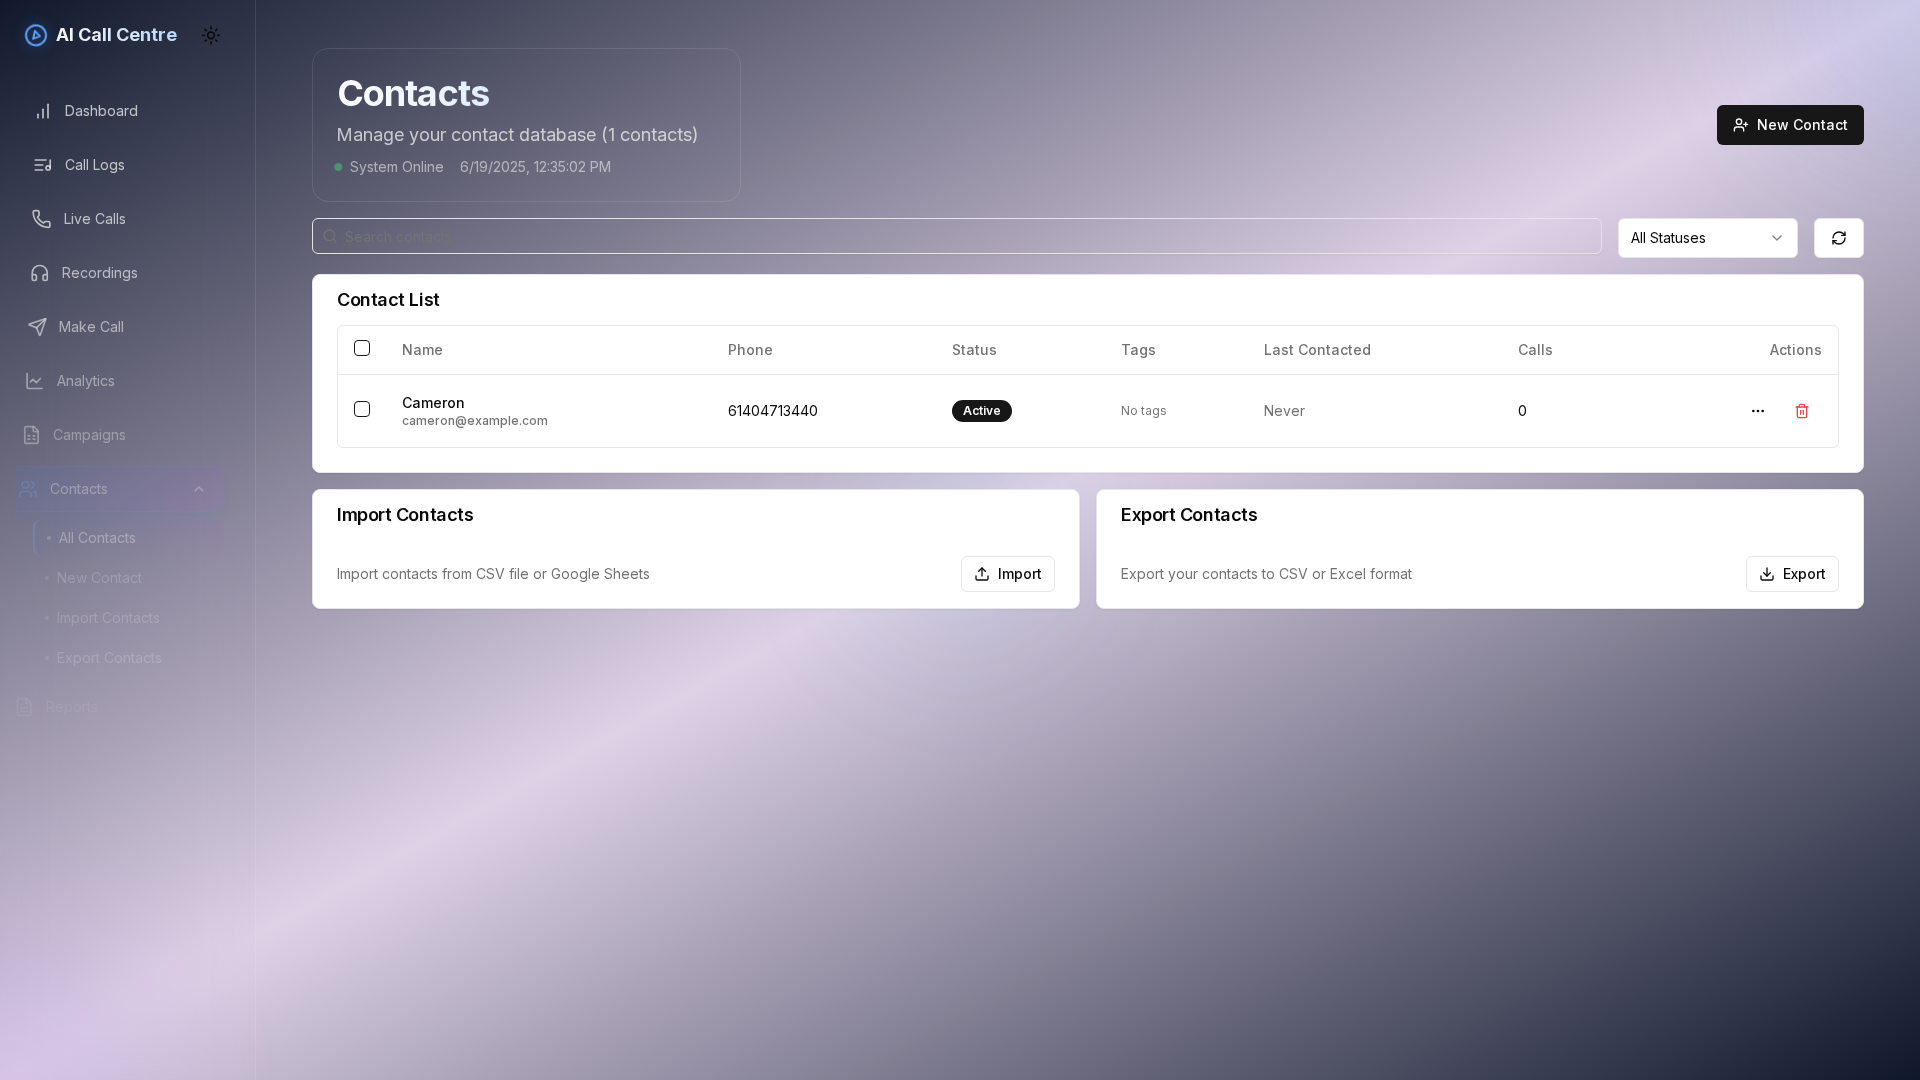 AI Call Centre
Dashboard
Call Logs
Live Calls
Recordings
Make Call
Analytics
Campaigns
Contacts
All Contacts
New Contact
Import Contacts
Export Contacts
Reports
Contacts
Manage your contact database (1 contacts)
System Online 6/19/2025, 12:35:02 PM
New Contact
Search contacts
All Statuses
Contact List
Name Phone Status Tags Last Contacted Calls Actions
Cameron
cameron@example.com
61404713440 Active No tags Never 0
Import Contacts
Import contacts from CSV file or Google Sheets
Import
Export Contacts
Export your contacts to CSV or Excel format
Export